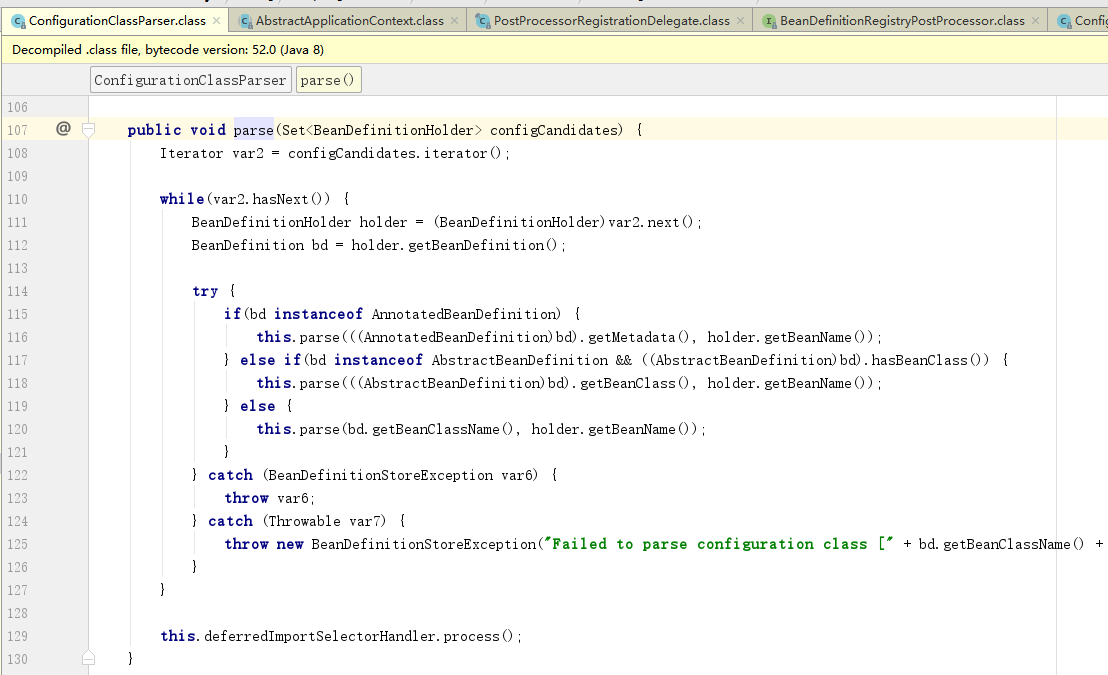 ConfigurationClassParser.class × AbstractApplicationContext.class × PostProcessorRegistrationDelegate.class × BeanDefinitionRegistryPostProcessor.class ×
Decompiled .class file, bytecode version: 52.0 (Java 8)
ConfigurationClassParser parse()
106
107 @ public void parse(Set<BeanDefinitionHolder> configCandidates) {
108 Iterator var2 = configCandidates.iterator();
109
110 while(var2.hasNext()) {
111 BeanDefinitionHolder holder = (BeanDefinitionHolder)var2.next();
112 BeanDefinition bd = holder.getBeanDefinition();
113
114 try {
115 if(bd instanceof AnnotatedBeanDefinition) {
116 this.parse(((AnnotatedBeanDefinition)bd).getMetadata(), holder.getBeanName());
117 } else if(bd instanceof AbstractBeanDefinition && ((AbstractBeanDefinition)bd).hasBeanClass()) {
118 this.parse(((AbstractBeanDefinition)bd).getBeanClass(), holder.getBeanName());
119 } else {
120 this.parse(bd.getBeanClassName(), holder.getBeanName());
121 }
122 } catch (BeanDefinitionStoreException var6) {
123 throw var6;
124 } catch (Throwable var7) {
125 throw new BeanDefinitionStoreException("Failed to parse configuration class [" + bd.getBeanClassName() +
126 }
127 }
128
129 this.deferredImportSelectorHandler.process();
130 }